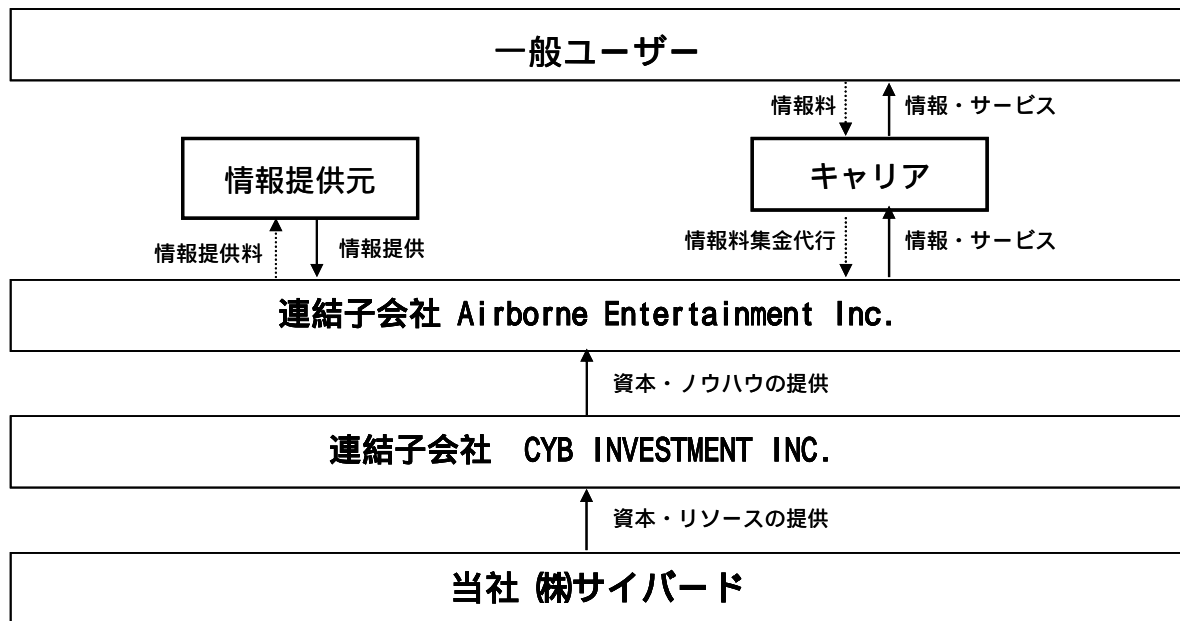 一般ユーザー
情報料
情報・サービス
情報提供元
キャリア
情報提供料
情報提供
情報料集金代行
情報・サービス
連結子会社 Airborne Entertainment Inc.
資本・ノウハウの提供
連結子会社 CYB INVESTMENT INC.
資本・リソースの提供
当社 ㈱サイバード